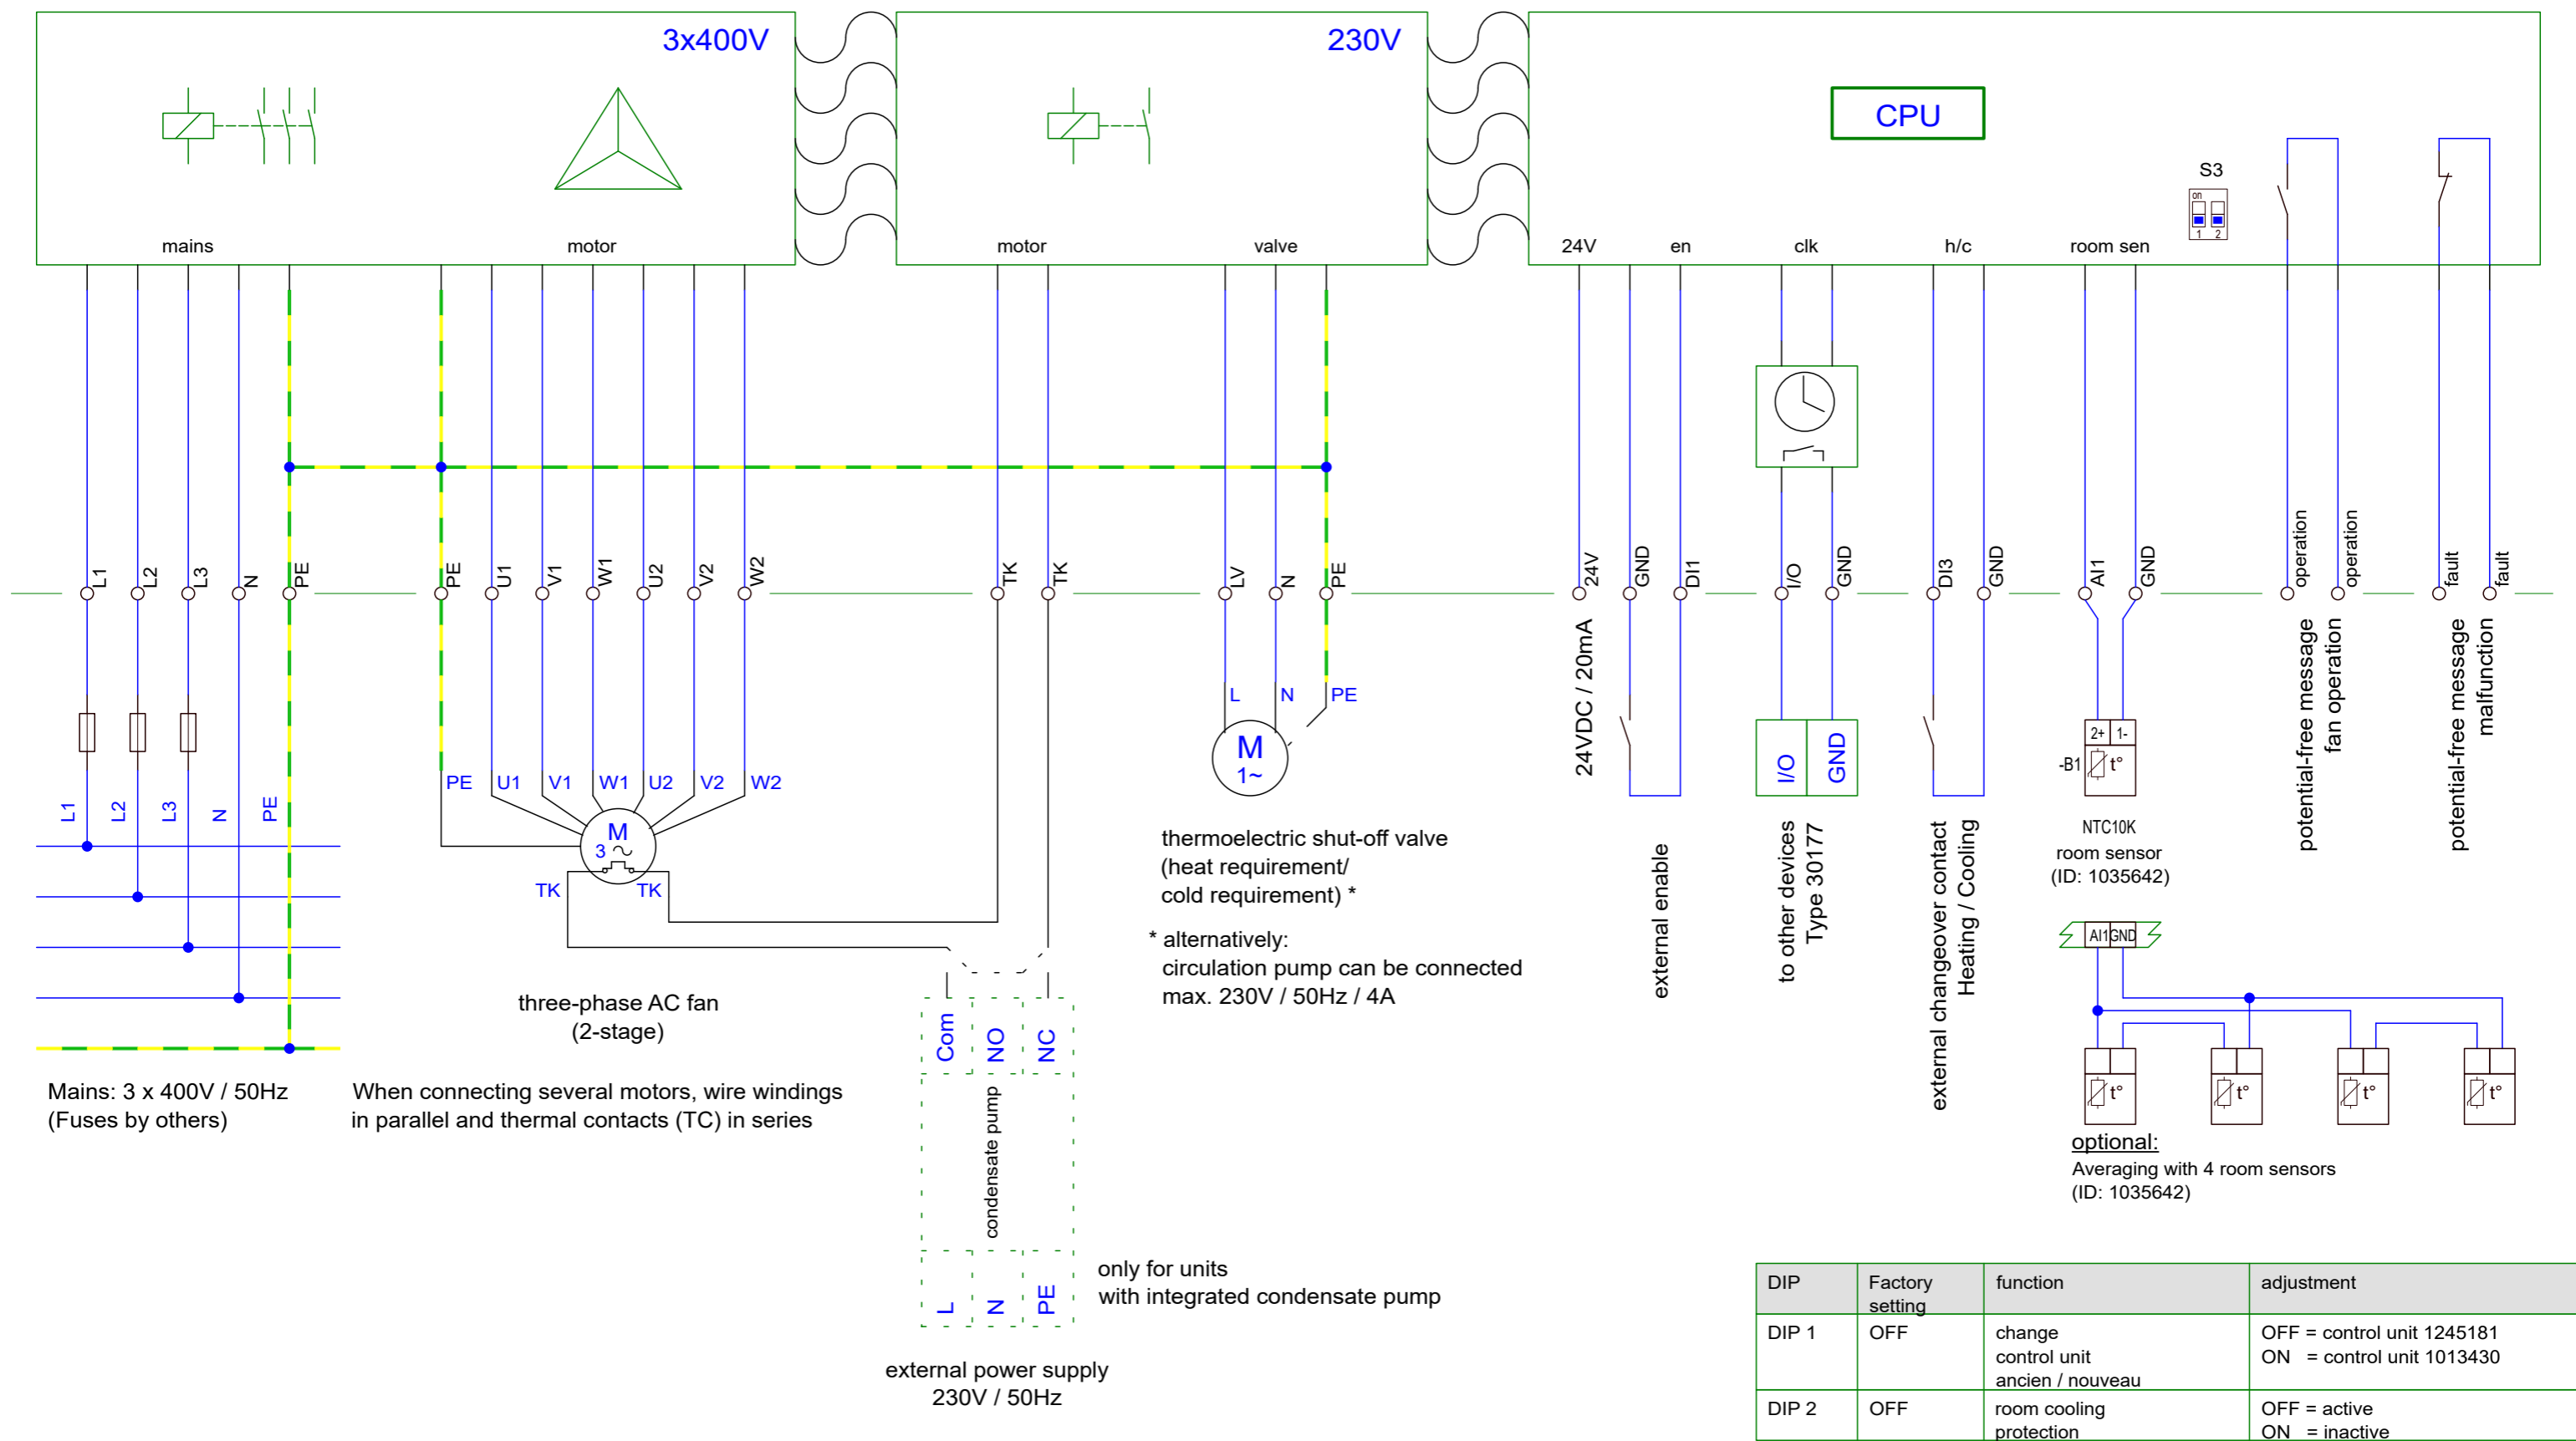 3x400V
230V
CPU
S3
on
1 2
mains
motor
motor
valve
24V
en
clk
h/c
room sen
L1
L2
L3
N
PE
PE
U1
V1
W1
U2
V2
W2
TK
TK
LV
N
PE
24V
GND
DI1
I/O
GND
DI3
GND
AI1
GND
operation
operation
fault
fault
L1
L2
L3
N
PE
PE
U1
V1
W1
U2
V2
W2
M
3
TK
TK
L
N
PE
M
1~
24VDC / 20mA
external enable
I/O
GND
to other devices
Type 30177
external changeover contact
Heating / Cooling
2+
1-
-B1
t°
NTC10K
room sensor
(ID: 1035642)
potential-free message
fan operation
potential-free message
malfunction
thermoelectric shut-off valve
(heat requirement/
cold requirement) *
* alternatively:
circulation pump can be connected
max. 230V / 50Hz / 4A
three-phase AC fan
(2-stage)
Mains: 3 x 400V / 50Hz
(Fuses by others)
When connecting several motors, wire windings
in parallel and thermal contacts (TC) in series
Com
NO
NC
condensate pump
L
N
PE
only for units
with integrated condensate pump
external power supply
230V / 50Hz
AI1
GND
t°
t°
t°
t°
optional:
Averaging with 4 room sensors
(ID: 1035642)
DIP
Factory
setting
function
adjustment
DIP 1
OFF
change
control unit
ancien / nouveau
OFF = control unit 1245181
ON = control unit 1013430
DIP 2
OFF
room cooling
protection
OFF = active
ON = inactive